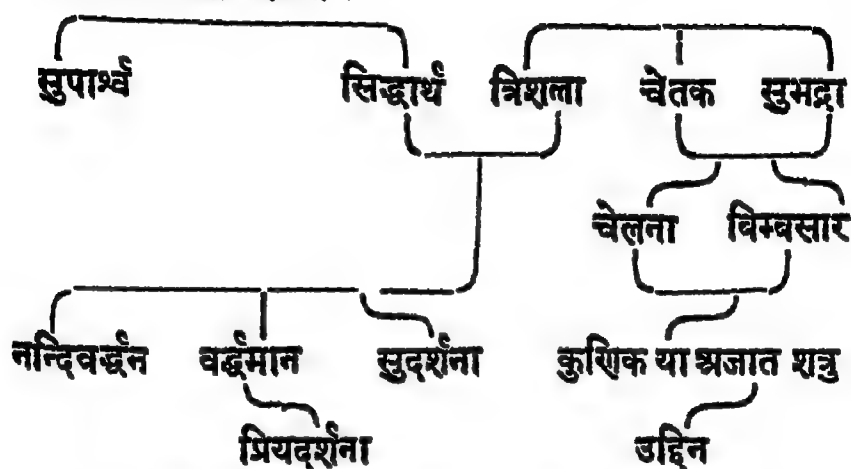 सुपार्श्व सिद्धार्थ त्रिशला चेतक सुभद्रा
चेलना बिम्बसार
नन्दिवर्द्धन वर्द्धमान सुदर्शना कुणिक या अजात शत्रु
प्रियदर्शना उद्दिन